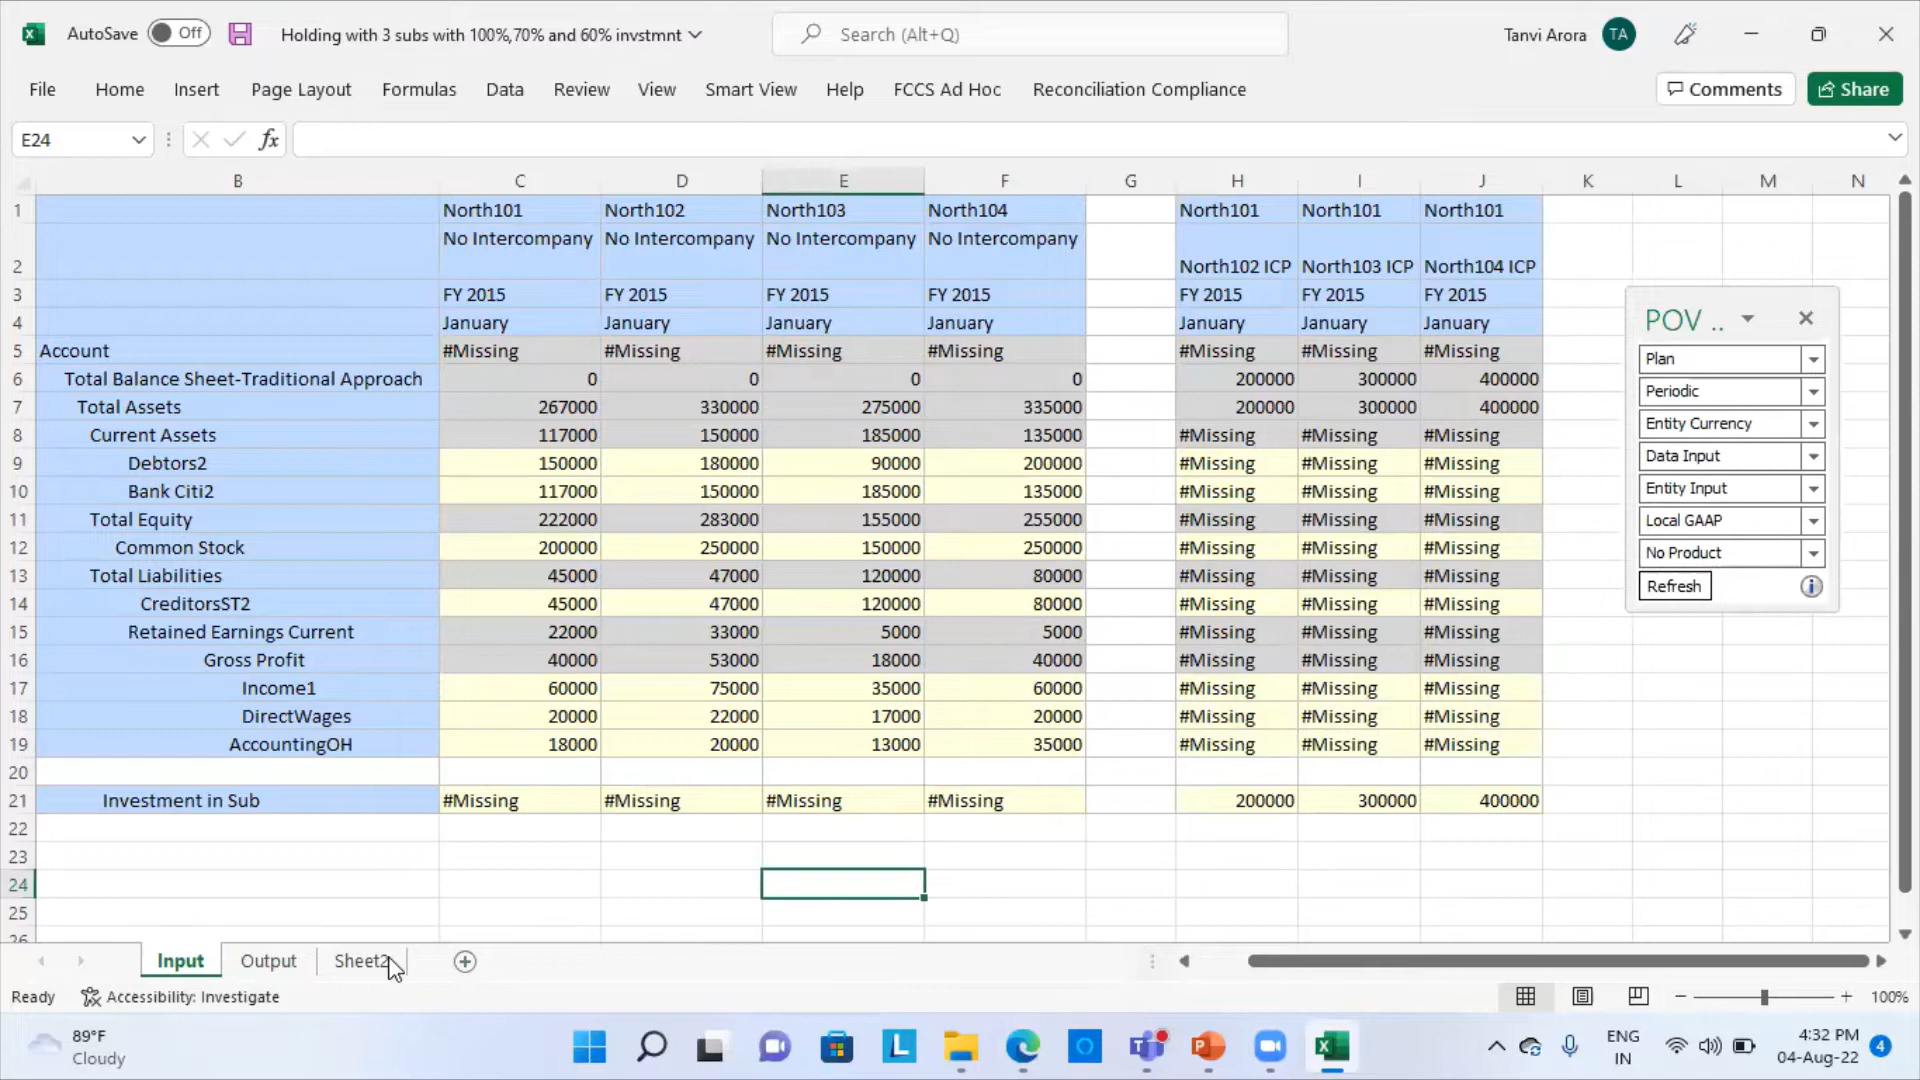 AutoSave Off Holding with 3 subs with 100%,70% and 60% invstmnt Search (Alt+Q) Tanvi Arora TA
File Home Insert Page Layout Formulas Data Review View Smart View Help FCCS Ad Hoc Reconciliation Compliance Comments Share
E24 fx
B C D E F G H I J K L M N
1 North101 North102 North103 North104 North101 North101 North101
No Intercompany No Intercompany No Intercompany No Intercompany
2 North102 ICP North103 ICP North104 ICP
3 FY 2015 FY 2015 FY 2015 FY 2015 FY 2015 FY 2015 FY 2015
4 January January January January January January January
5 Account #Missing #Missing #Missing #Missing #Missing #Missing #Missing
6 Total Balance Sheet-Traditional Approach 0 0 0 0 200000 300000 400000
7 Total Assets 267000 330000 275000 335000 200000 300000 400000
8 Current Assets 117000 150000 185000 135000 #Missing #Missing #Missing
9 Debtors2 150000 180000 90000 200000 #Missing #Missing #Missing
10 Bank Citi2 117000 150000 185000 135000 #Missing #Missing #Missing
11 Total Equity 222000 283000 155000 255000 #Missing #Missing #Missing
12 Common Stock 200000 250000 150000 250000 #Missing #Missing #Missing
13 Total Liabilities 45000 47000 120000 80000 #Missing #Missing #Missing
14 CreditorsST2 45000 47000 120000 80000 #Missing #Missing #Missing
15 Retained Earnings Current 22000 33000 5000 5000 #Missing #Missing #Missing
16 Gross Profit 40000 53000 18000 40000 #Missing #Missing #Missing
17 Income1 60000 75000 35000 60000 #Missing #Missing #Missing
18 DirectWages 20000 22000 17000 20000 #Missing #Missing #Missing
19 AccountingOH 18000 20000 13000 35000 #Missing #Missing #Missing
20
21 Investment in Sub #Missing #Missing #Missing #Missing 200000 300000 400000
22
23
24
25
26
POV ..
Plan
Periodic
Entity Currency
Data Input
Entity Input
Local GAAP
No Product
Refresh
Input Output Sheet2
Ready Accessibility: Investigate 100%
89°F
Cloudy
ENG
IN
4:32 PM
04-Aug-22
4